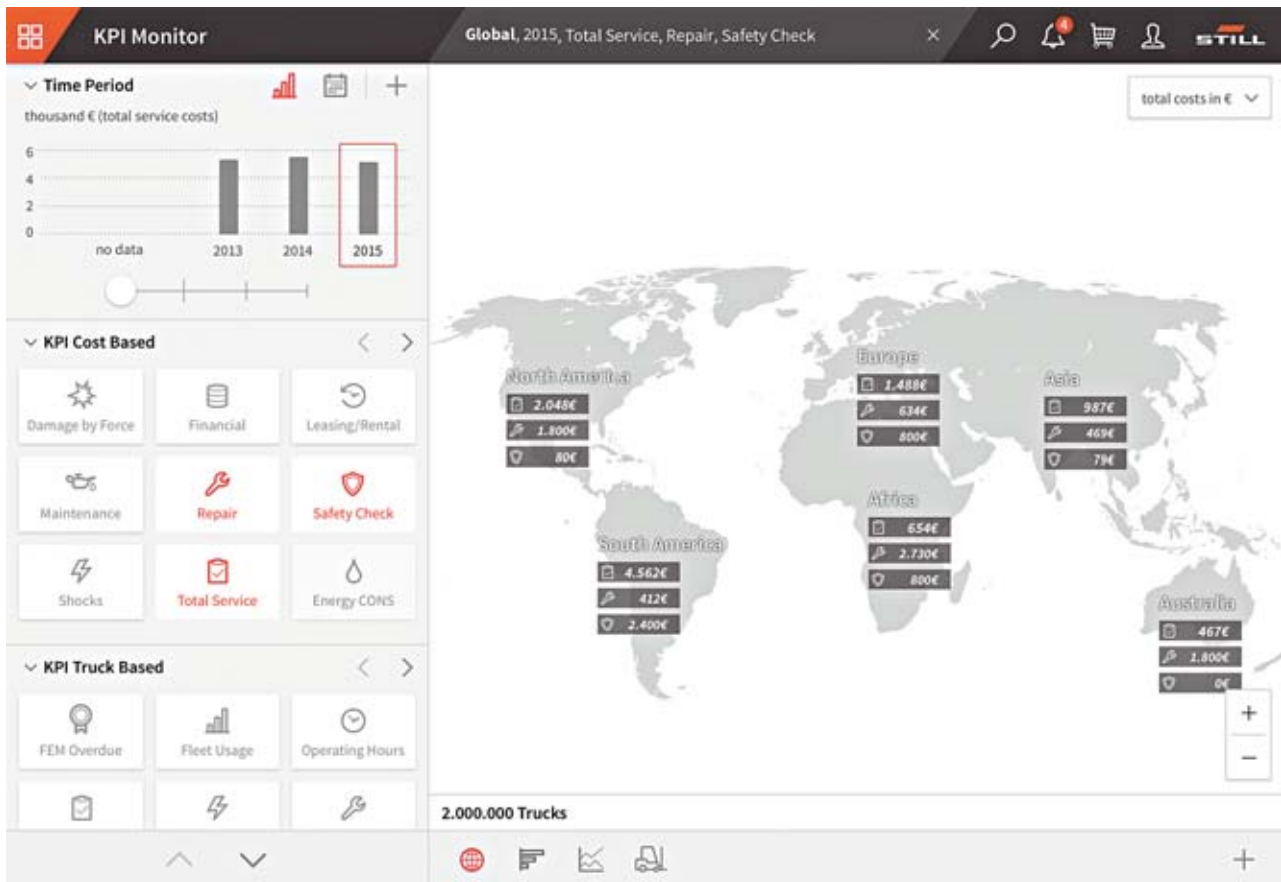 KPI Monitor
Global, 2015, Total Service, Repair, Safety Check
4
STILL
Time Period
thousand € (total service costs)
6
4
2
0
no data
2013
2014
2015
KPI Cost Based
Damage by Force
Financial
Leasing/Rental
Maintenance
Repair
Safety Check
Shocks
Total Service
Energy CONS
KPI Truck Based
FEM Overdue
Fleet Usage
Operating Hours
total costs in €
North America
2.048€
1.800€
80€
South America
4.562€
412€
2.400€
Europe
1.488€
634€
800€
Africa
654€
2.730€
800€
Asia
987€
469€
79€
Australia
467€
1.800€
0€
2.000.000 Trucks